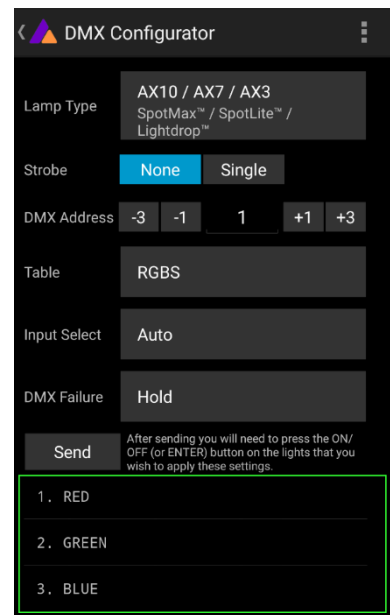 DMX Configurator
Lamp Type
AX10 / AX7 / AX3
SpotMax™ / SpotLite™ /
Lightdrop™
Strobe None Single
DMX Address -3 -1 1 +1 +3
Table RGBS
Input Select Auto
DMX Failure Hold
Send
After sending you will need to press the ON/
OFF (or ENTER) button on the lights that you
wish to apply these settings.
1. RED
2. GREEN
3. BLUE